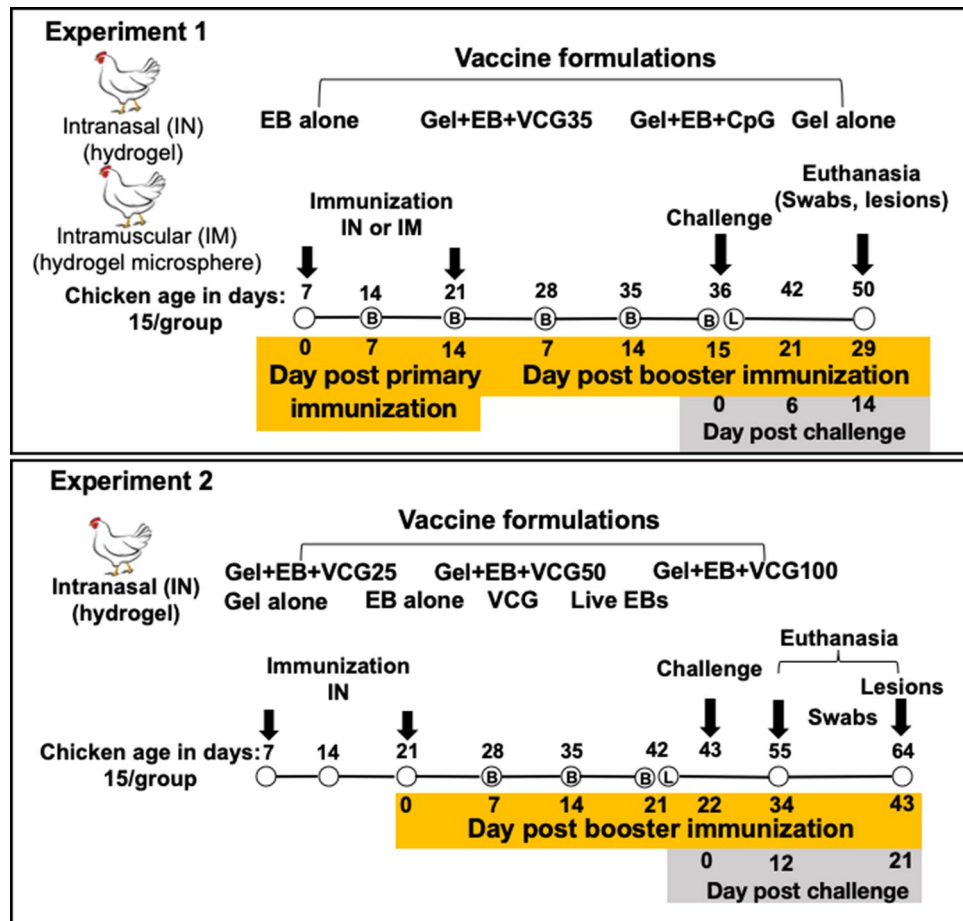 Experiment 1
Vaccine formulations
EB alone Gel+EB+VCG35 Gel+EB+CpG Gel alone
Intranasal (IN)
(hydrogel)
Intramuscular (IM)
(hydrogel microsphere)
Immunization
IN or IM
Challenge
Euthanasia
(Swabs, lesions)
Chicken age in days: 7 14 21 28 35 36 42 50
15/group
B B B B B L
0 7 14 7 14 15 21 29
Day post primary
immunization
Day post booster immunization
0 6 14
Day post challenge
Experiment 2
Vaccine formulations
Intranasal (IN)
(hydrogel)
Gel+EB+VCG25 Gel+EB+VCG50 Gel+EB+VCG100
Gel alone EB alone VCG Live EBs
Immunization
IN
Challenge
Euthanasia
Lesions
Swabs
Chicken age in days: 7 14 21 28 35 42 43 55 64
15/group
B B B L
0 7 14 21 22 34 43
Day post booster immunization
0 12 21
Day post challenge